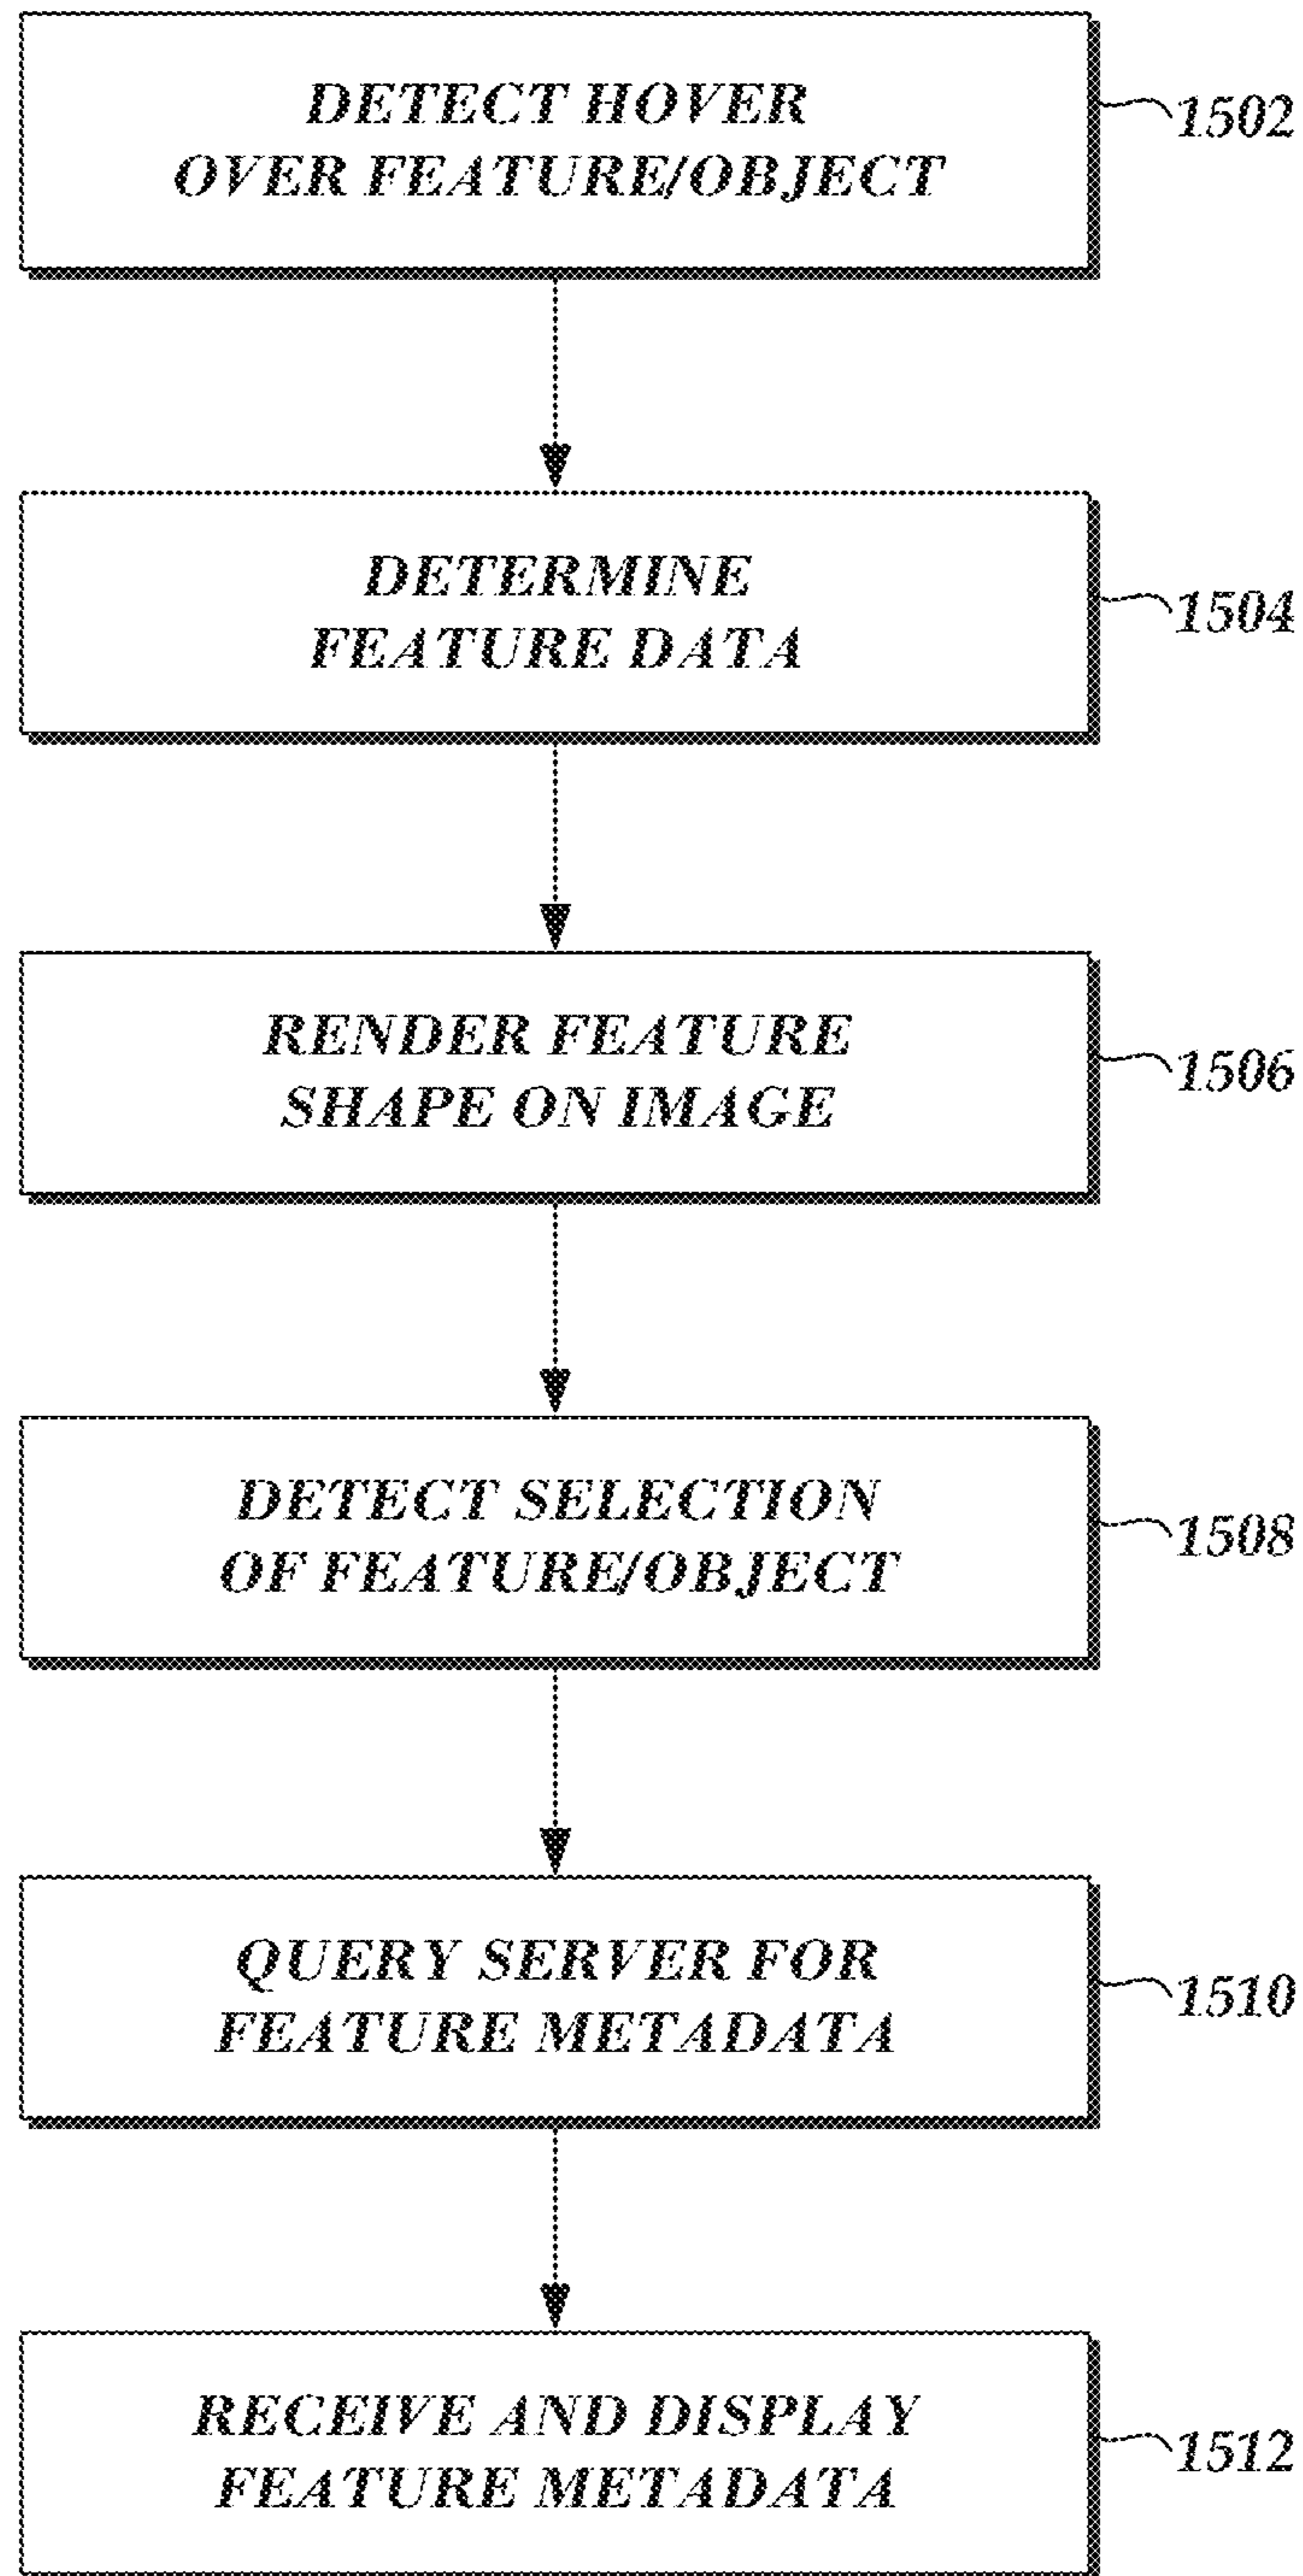 DETECT HOVER
OVER FEATURE/OBJECT
1502
DETERMINE
FEATURE DATA
1504
RENDER FEATURE
SHAPE ON IMAGE
1506
DETECT SELECTION
OF FEATURE/OBJECT
1508
QUERY SERVER FOR
FEATURE METADATA
1510
RECEIVE AND DISPLAY
FEATURE METADATA
1512